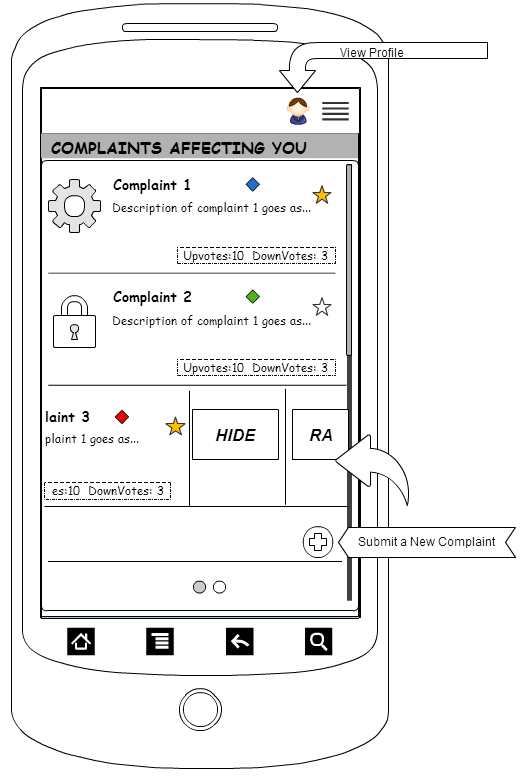 View Profile
COMPLAINTS AFFECTING YOU
Complaint 1
Description of complaint 1 goes as...
Upvotes:10 DownVotes: 3
Complaint 2
Description of complaint 1 goes as...
Upvotes:10 DownVotes: 3
laint 3
plaint 1 goes as...
HIDE
RA
es:10 DownVotes: 3
Submit a New Complaint